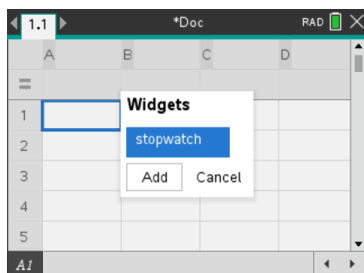 1.1 *Doc RAD
A B C D
=
1
2
3
4
5
Widgets
stopwatch
Add Cancel
A1